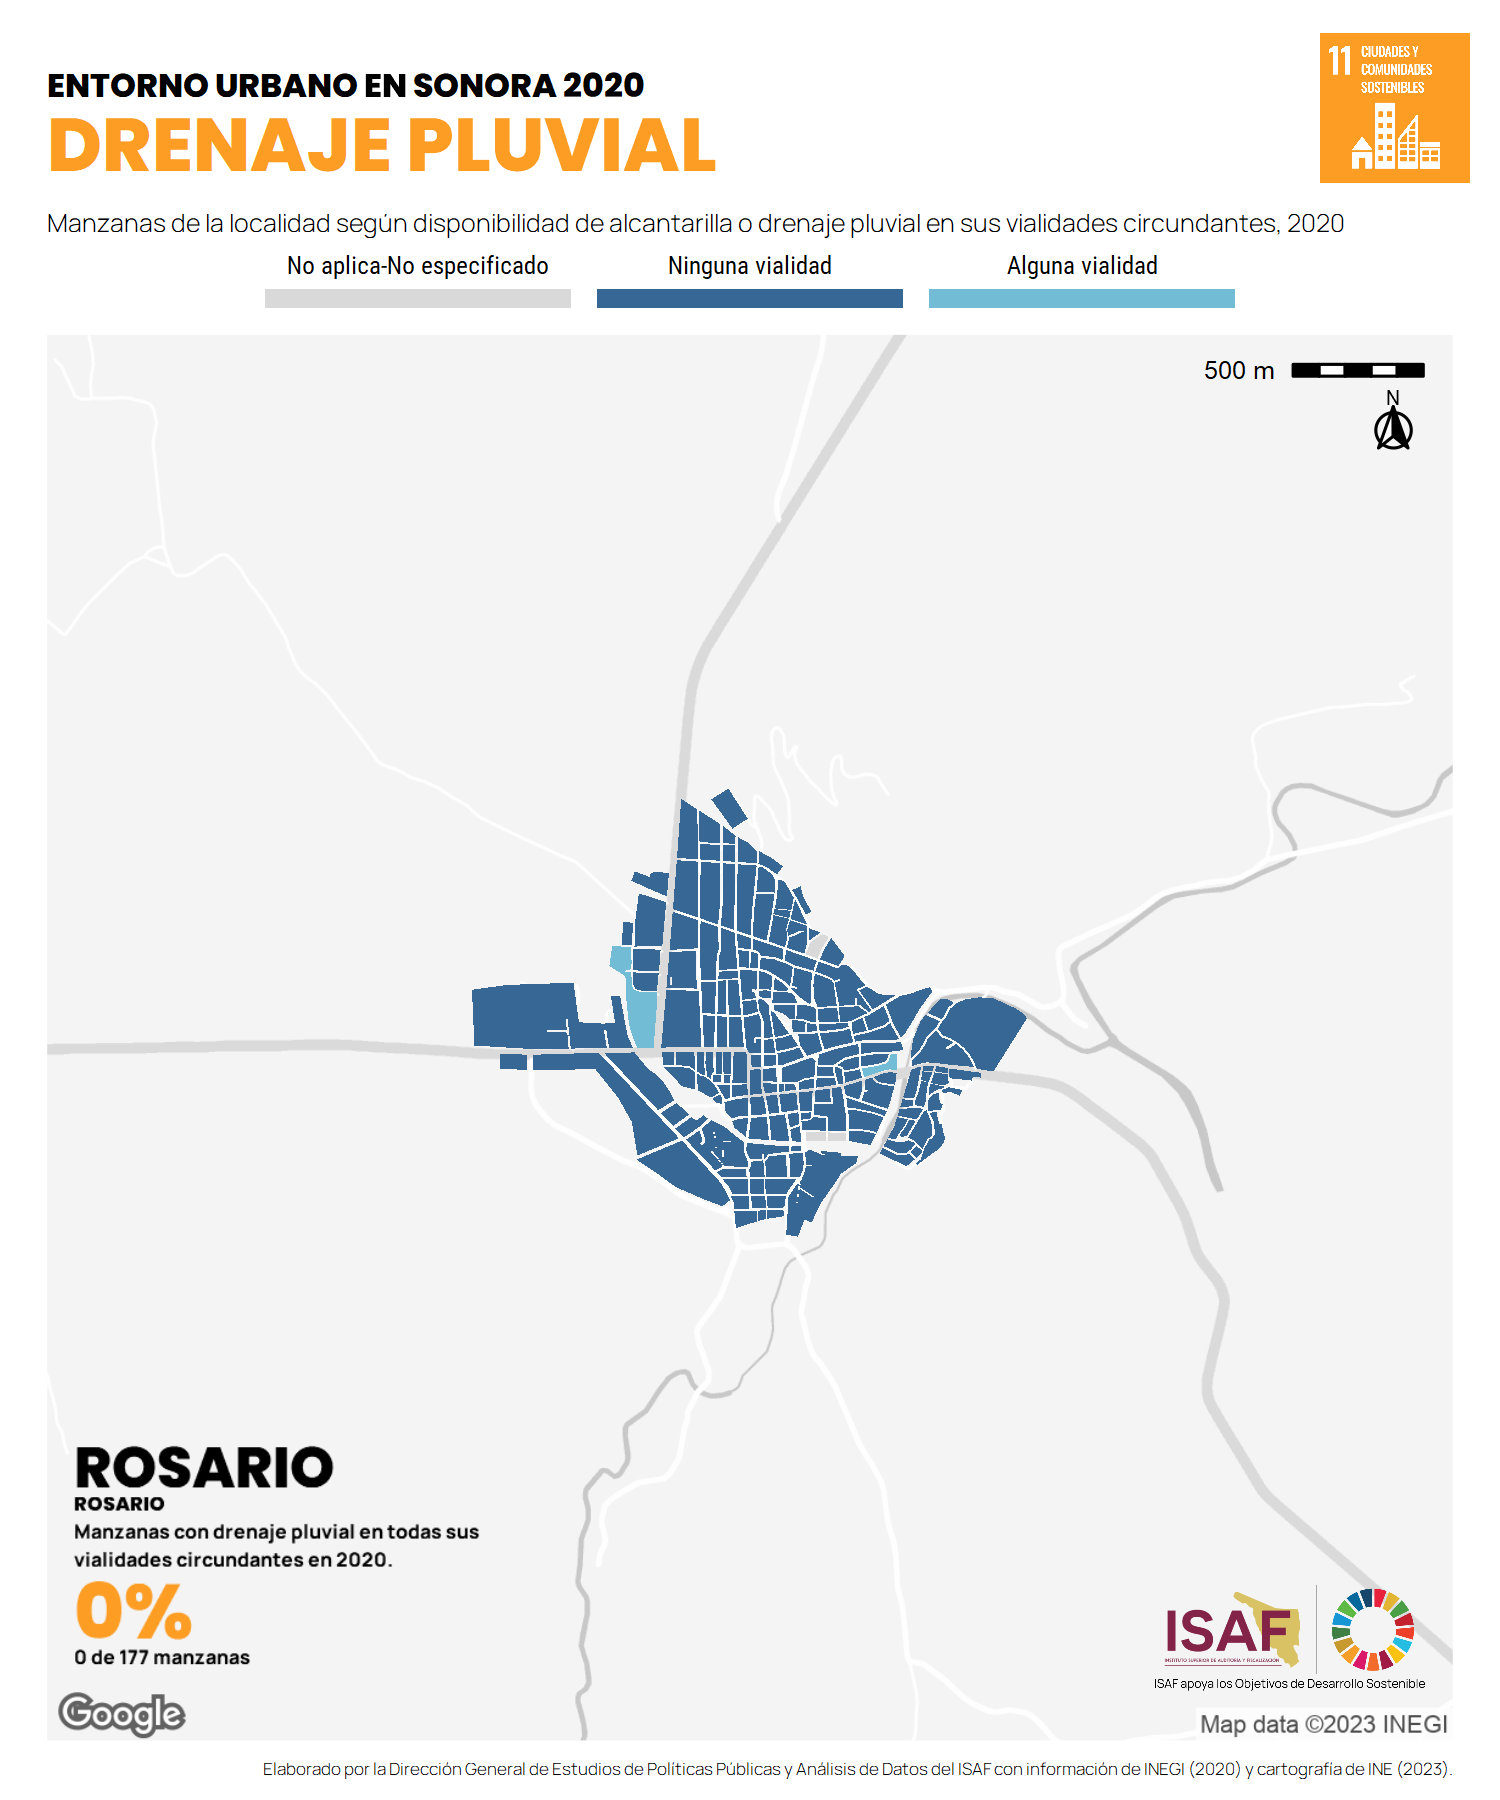 ENTORNO URBANO EN SONORA 2020
DRENAJE PLUVIAL
11 CIUDADES Y
COMUNIDADES
SOSTENIBLES
Manzanas de la localidad según disponibilidad de alcantarilla o drenaje pluvial en sus vialidades circundantes, 2020
No aplica-No especificado
Ninguna vialidad
Alguna vialidad
500 m
N
ROSARIO
ROSARIO
Manzanas con drenaje pluvial en todas sus
vialidades circundantes en 2020.
0%
0 de 177 manzanas
Google
ISAF
INSTITUTO SUPERIOR DE AUDITORÍA Y FISCALIZACIÓN
ISAF apoya los Objetivos de Desarrollo Sostenible
Map data ©2023 INEGI
Elaborado por la Dirección General de Estudios de Políticas Públicas y Análisis de Datos del ISAF con información de INEGI (2020) y cartografía de INE (2023).